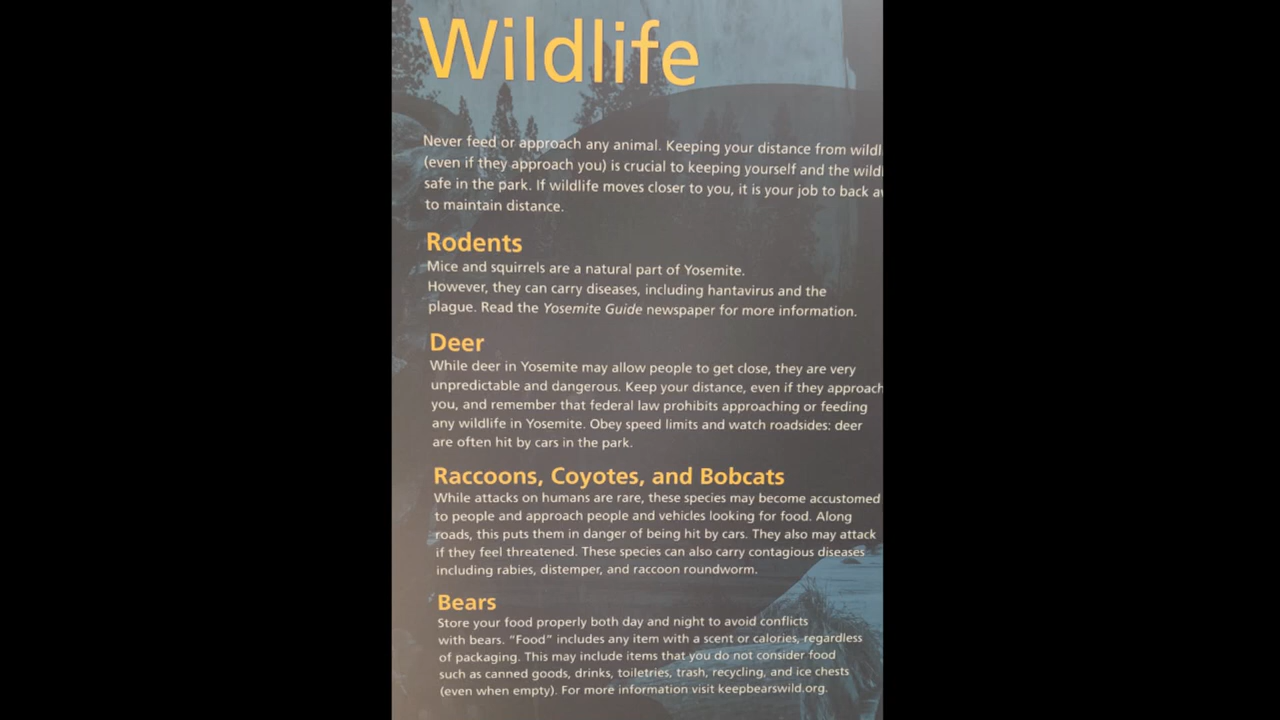 Wildlife
Never feed or approach any animal. Keeping your distance from wildl
(even if they approach you) is crucial to keeping yourself and the wild
safe in the park. If wildlife moves closer to you, it is your job to back a
to maintain distance.
Rodents
Mice and squirrels are a natural part of Yosemite.
However, they can carry diseases, including hantavirus and the
plague. Read the Yosemite Guide newspaper for more information.
Deer
While deer in Yosemite may allow people to get close, they are very
unpredictable and dangerous. Keep your distance, even if they approach
you, and remember that federal law prohibits approaching or feeding
any wildlife in Yosemite. Obey speed limits and watch roadsides: deer
are often hit by cars in the park.
Raccoons, Coyotes, and Bobcats
While attacks on humans are rare, these species may become accustomed
to people and approach people and vehicles looking for food. Along
roads, this puts them in danger of being hit by cars. They also may attack
if they feel threatened. These species can also carry contagious diseases
including rabies, distemper, and raccoon roundworm.
Bears
Store your food properly both day and night to avoid conflicts
with bears. “Food” includes any item with a scent or calories, regardless
of packaging. This may include items that you do not consider food
such as canned goods, drinks, toiletries, trash, recycling, and ice chests
(even when empty). For more information visit keepbearswild.org.